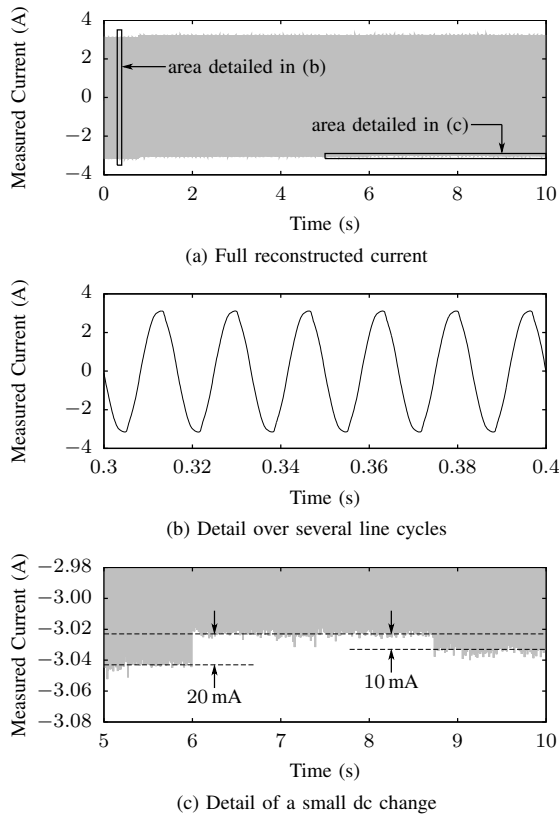 4
2
0
−2
−4
Measured Current (A)
area detailed in (b)
area detailed in (c)
0 2 4 6 8 10
Time (s)
(a) Full reconstructed current
4
2
0
−2
−4
Measured Current (A)
0.3 0.32 0.34 0.36 0.38 0.4
Time (s)
(b) Detail over several line cycles
−2.98
−3.00
−3.02
−3.04
−3.06
−3.08
Measured Current (A)
20 mA
10 mA
5 6 7 8 9 10
Time (s)
(c) Detail of a small dc change